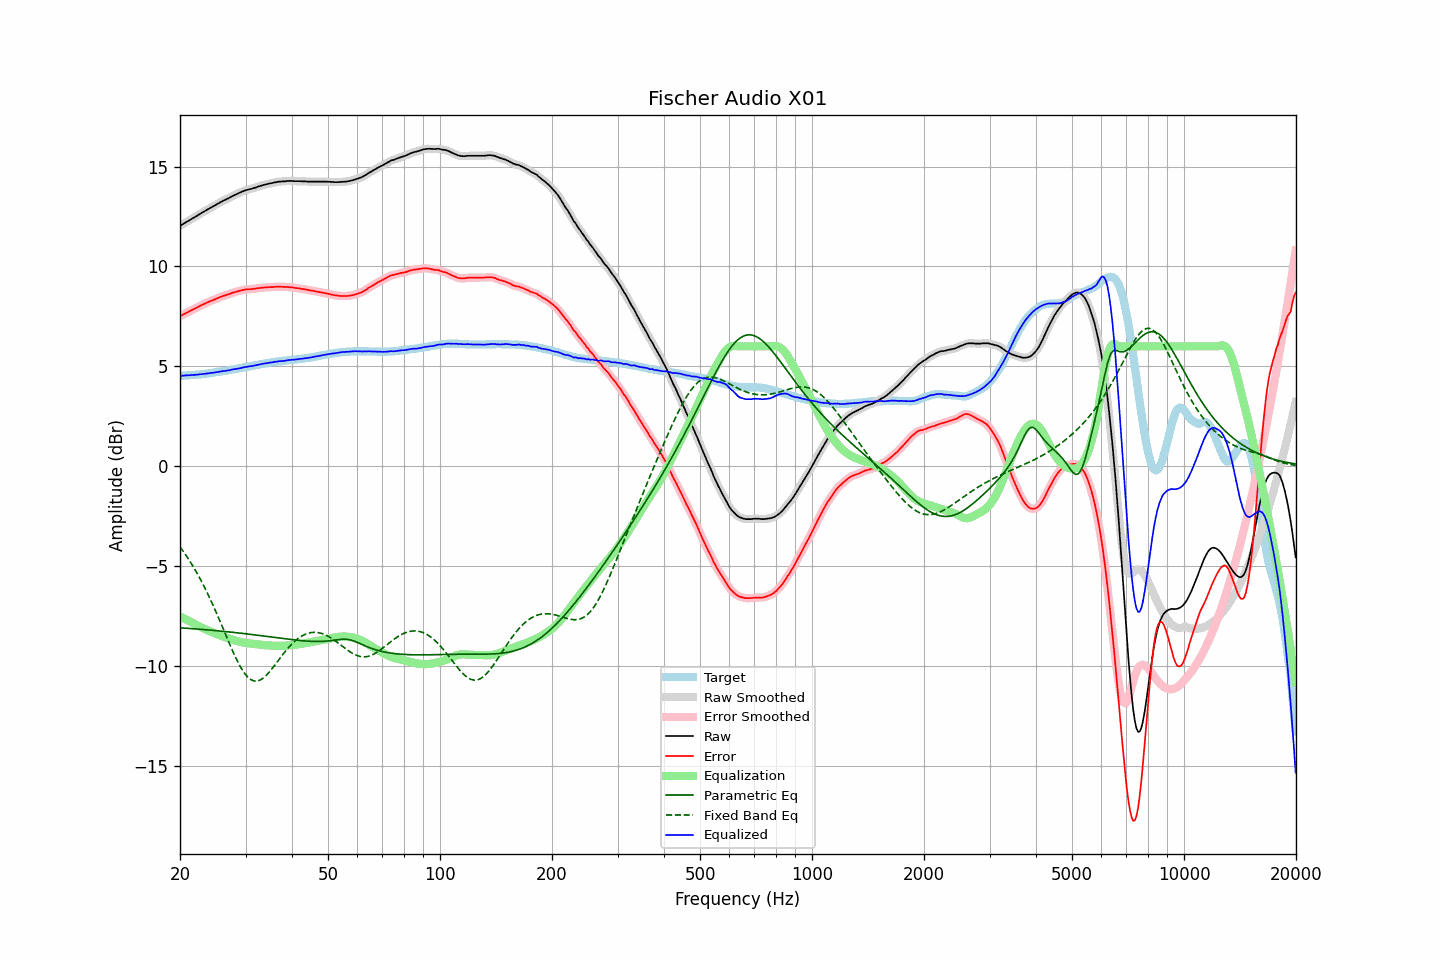 Fischer Audio X01
Amplitude (dBr)
15
10
5
0
−5
−10
−15
Target
Raw Smoothed
Error Smoothed
Raw
Error
Equalization
Parametric Eq
Fixed Band Eq
Equalized
20 50 100 200 500 1000 2000 5000 10000 20000
Frequency (Hz)